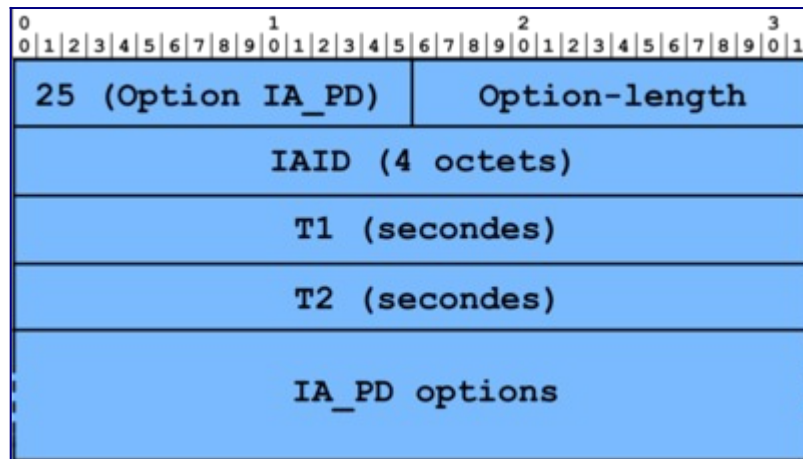 0 1 2 3
0 1 2 3 4 5 6 7 8 9 0 1 2 3 4 5 6 7 8 9 0 1 2 3 4 5 6 7 8 9 0 1
25 (Option IA_PD) Option-length
IAID (4 octets)
T1 (secondes)
T2 (secondes)
IA_PD options